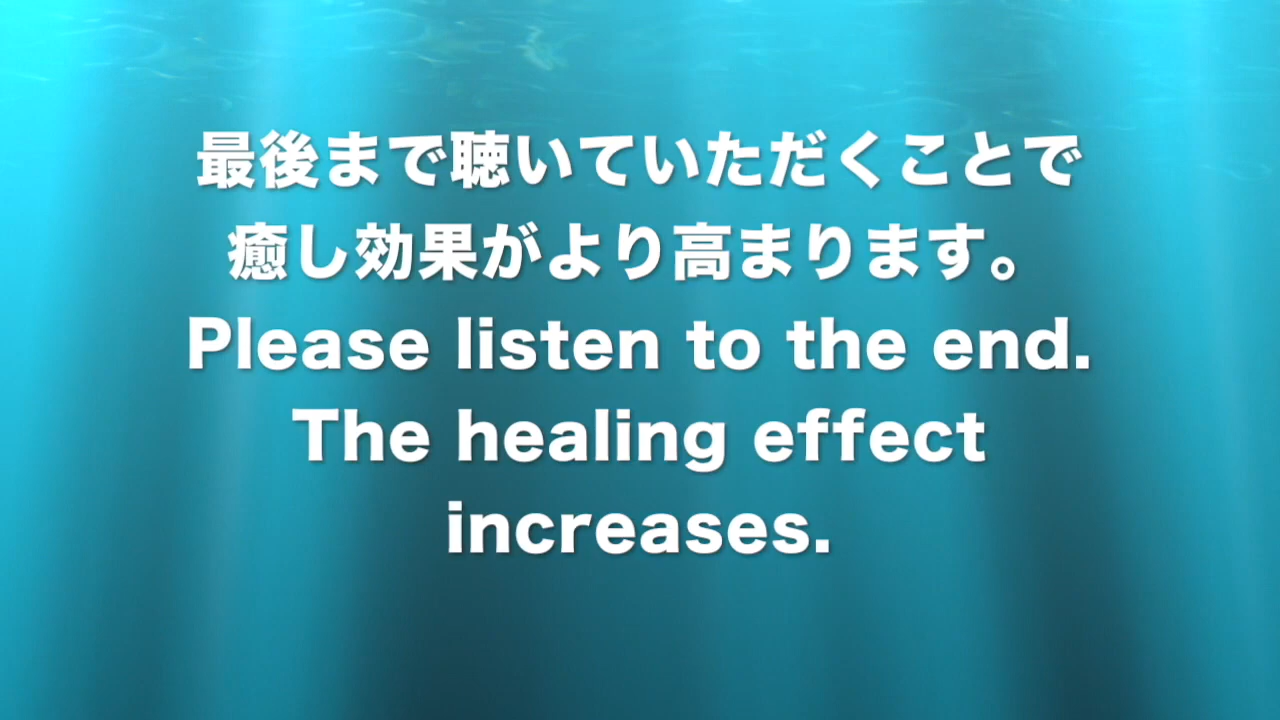 最後まで聴いていただくことで
癒し効果がより高まります。
Please listen to the end.
The healing effect
increases.